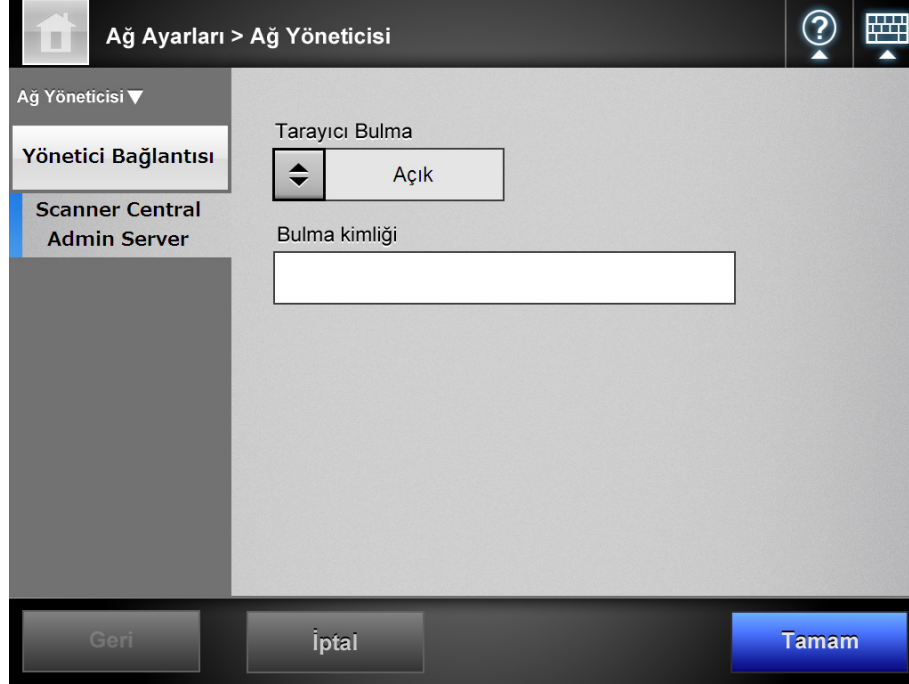 Ağ Ayarları > Ağ Yöneticisi
Ağ Yöneticisi▼
Yönetici Bağlantısı
Scanner Central
Admin Server
Tarayıcı Bulma
Açık
Bulma kimliği
Geri
İptal
Tamam